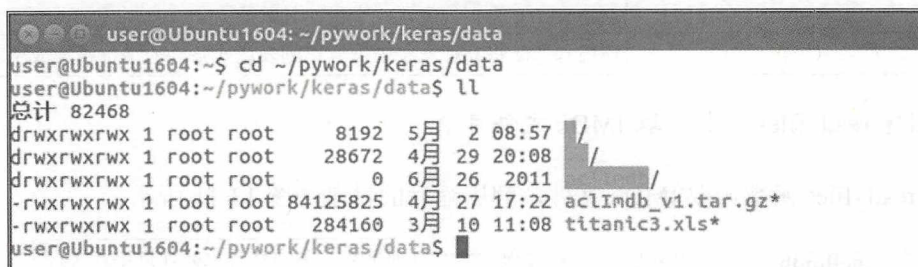 user@Ubuntu1604: ~/pywork/keras/data
user@Ubuntu1604:~$ cd ~/pywork/keras/data
user@Ubuntu1604:~/pywork/keras/data$ ll
总计 82468
drwxrwxrwx 1 root root 8192 5月 2 08:57 ./
drwxrwxrwx 1 root root 28672 4月 29 20:08 ../
drwxrwxrwx 1 root root 0 6月 26 2011 /
-rwxrwxrwx 1 root root 84125825 4月 27 17:22 aclImdb_v1.tar.gz*
-rwxrwxrwx 1 root root 284160 3月 10 11:08 titanic3.xls*
user@Ubuntu1604:~/pywork/keras/data$